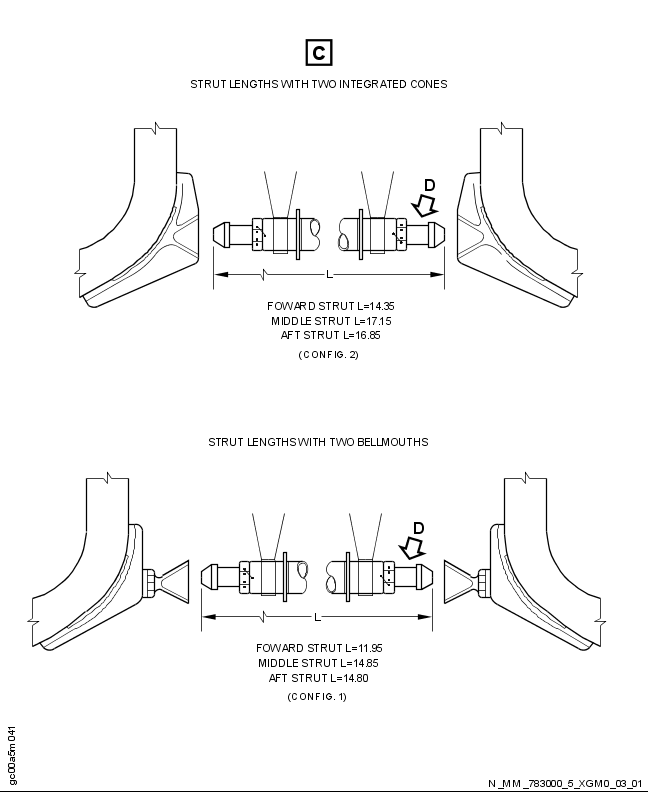 C
STRUT LENGTHS WITH TWO INTEGRATED CONES
D
L
FOWARD STRUT L=14.35
MIDDLE STRUT L=17.15
AFT STRUT L=16.85
(CONFIG. 2)
STRUT LENGTHS WITH TWO BELLMOUTHS
D
L
FOWARD STRUT L=11.95
MIDDLE STRUT L=14.85
AFT STRUT L=14.80
(CONFIG. 1)
gc00a5m041
N_MM_783000_5_XGM0_03_01